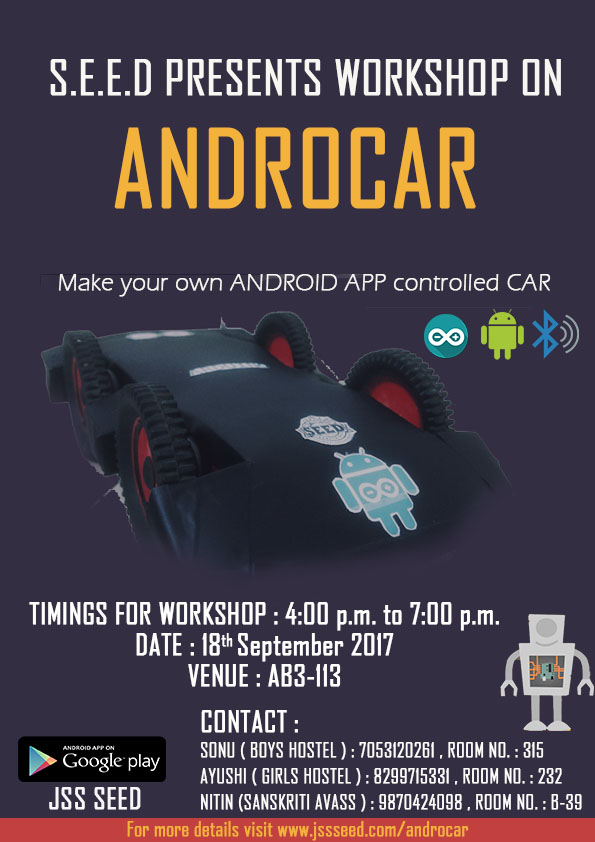 S.E.E.D PRESENTS WORKSHOP ON
ANDROCAR
Make your own ANDROID APP controlled CAR
SEED
TIMINGS FOR WORKSHOP : 4:00 p.m. to 7:00 p.m.
DATE : 18th September 2017
VENUE : AB3-113
CONTACT :
SONU ( BOYS HOSTEL ) : 7053120261 , ROOM NO. : 315
AYUSHI ( GIRLS HOSTEL ) : 8299715331 , ROOM NO. : 232
NITIN (SANSKRITI AVASS ) : 9870424098 , ROOM NO. : B-39
ANDROID APP ON
Google play
JSS SEED
For more details visit www.jssseed.com/androcar